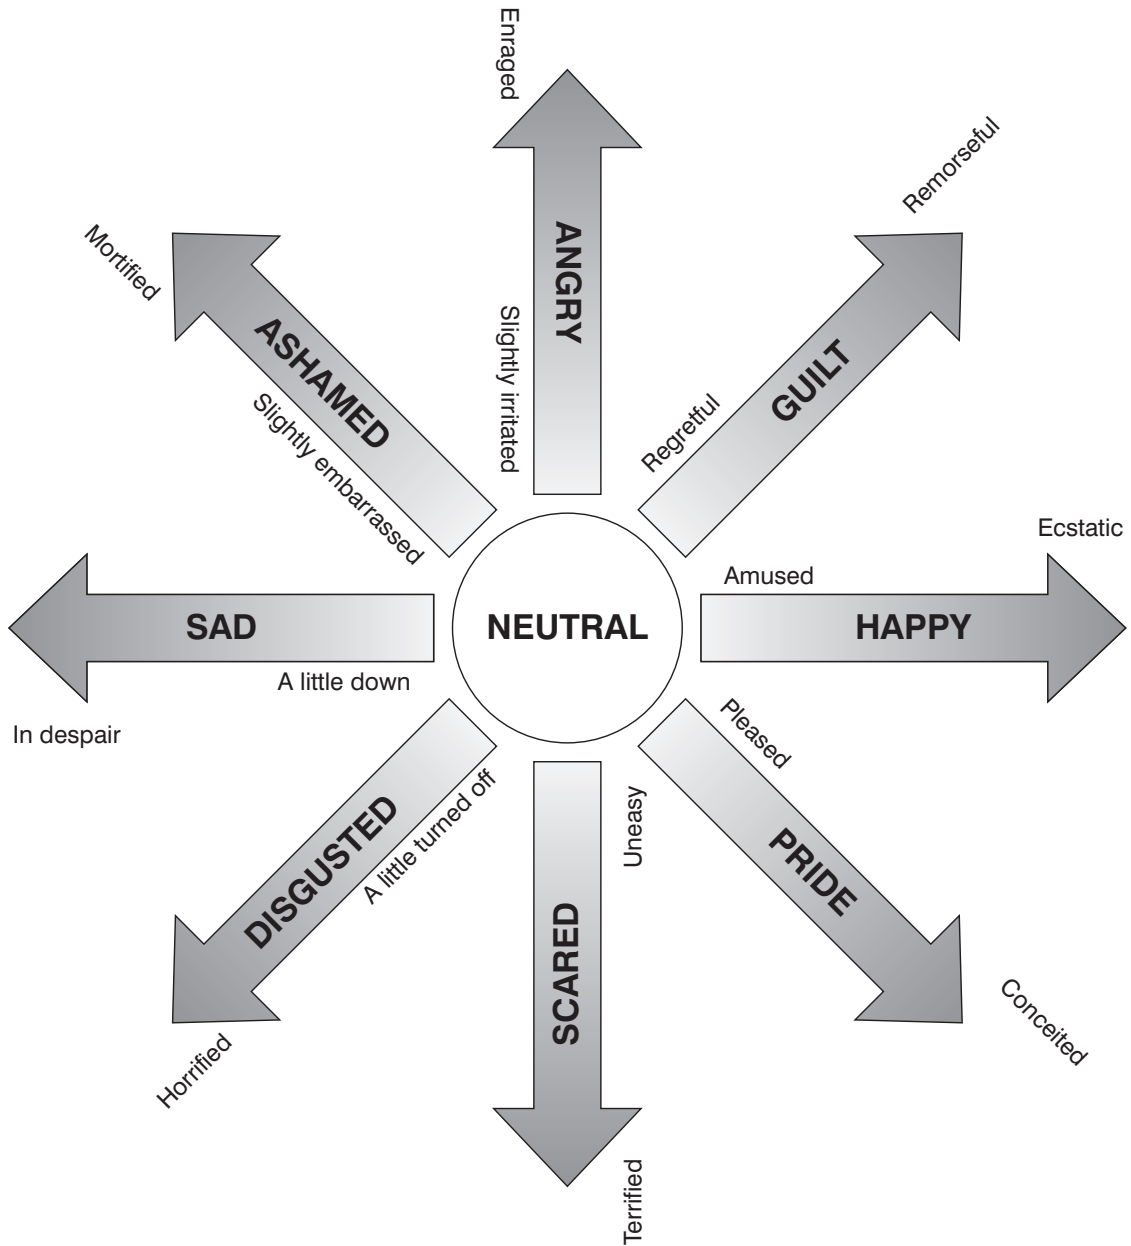 Enraged
ANGRY
Slightly irritated
Remorseful
GUILT
Regretful
Mortified
ASHAMED
Slightly embarrassed
Ecstatic
Amused
HAPPY
NEUTRAL
SAD
A little down
In despair
Pleased
PRIDE
Conceited
Uneasy
SCARED
Terrified
A little turned off
DISGUSTED
Horrified